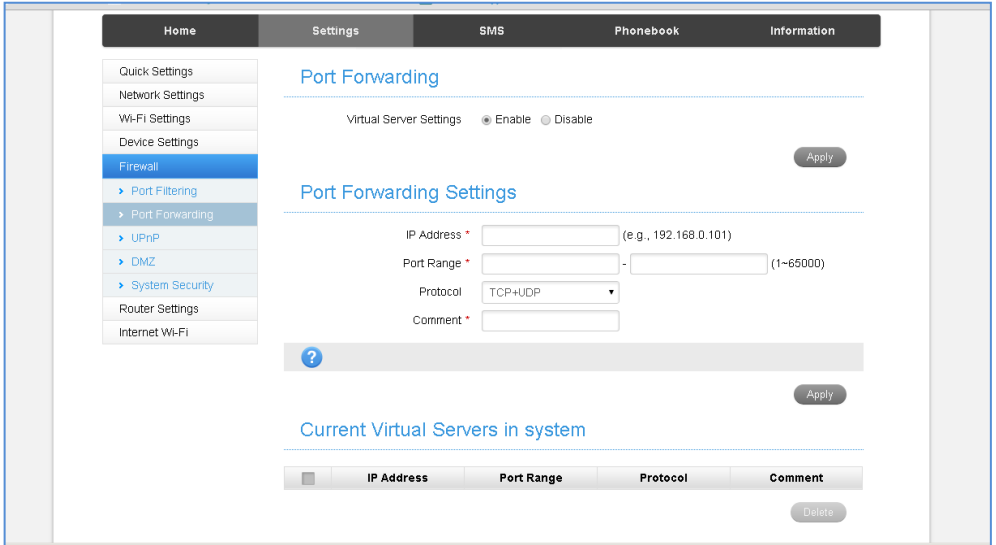 Home Settings SMS Phonebook Information
Quick Settings
Network Settings
Wi-Fi Settings
Device Settings
Firewall
Port Filtering
Port Forwarding
UPnP
DMZ
System Security
Router Settings
Internet Wi-Fi
Port Forwarding
Virtual Server Settings Enable Disable
Apply
Port Forwarding Settings
IP Address * (e.g., 192.168.0.101)
Port Range * - (1~65000)
Protocol TCP+UDP
Comment *
?
Apply
Current Virtual Servers in system
IP Address Port Range Protocol Comment
Delete